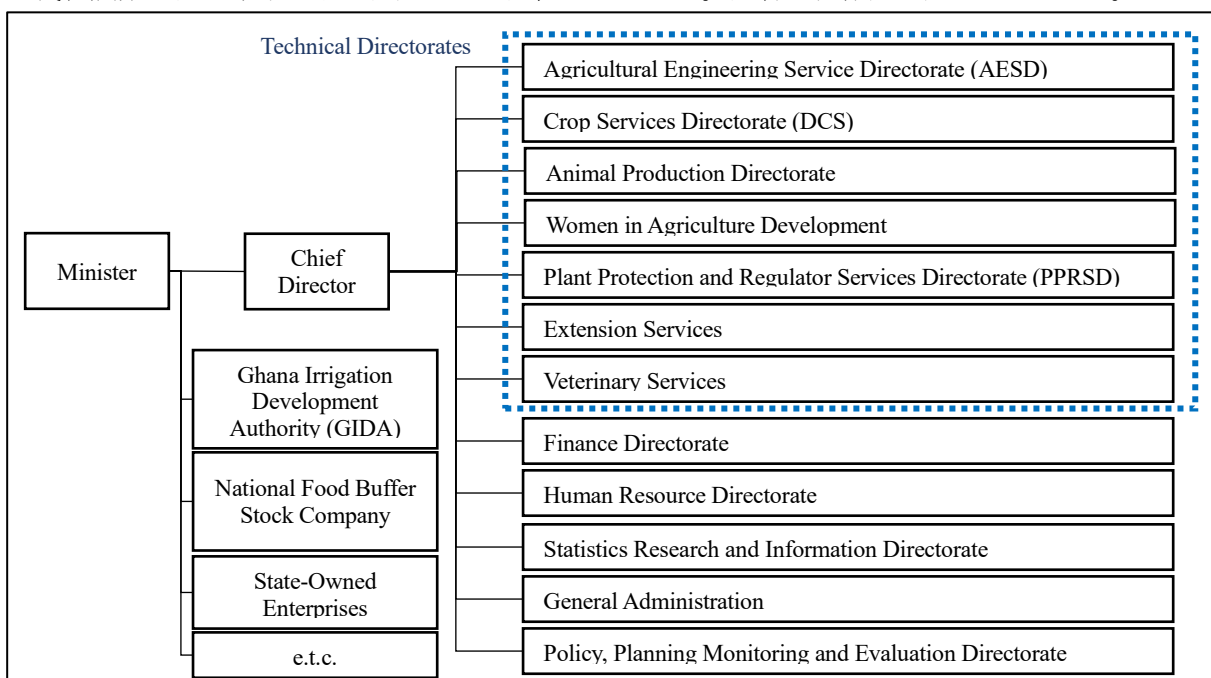 Technical Directorates
Agricultural Engineering Service Directorate (AESD)
Crop Services Directorate (DCS)
Animal Production Directorate
Women in Agriculture Development
Plant Protection and Regulator Services Directorate (PPRSD)
Extension Services
Veterinary Services
Finance Directorate
Human Resource Directorate
Statistics Research and Information Directorate
General Administration
Policy, Planning Monitoring and Evaluation Directorate
Minister
Chief
Director
Ghana Irrigation
Development
Authority (GIDA)
National Food Buffer
Stock Company
State-Owned
Enterprises
e.t.c.